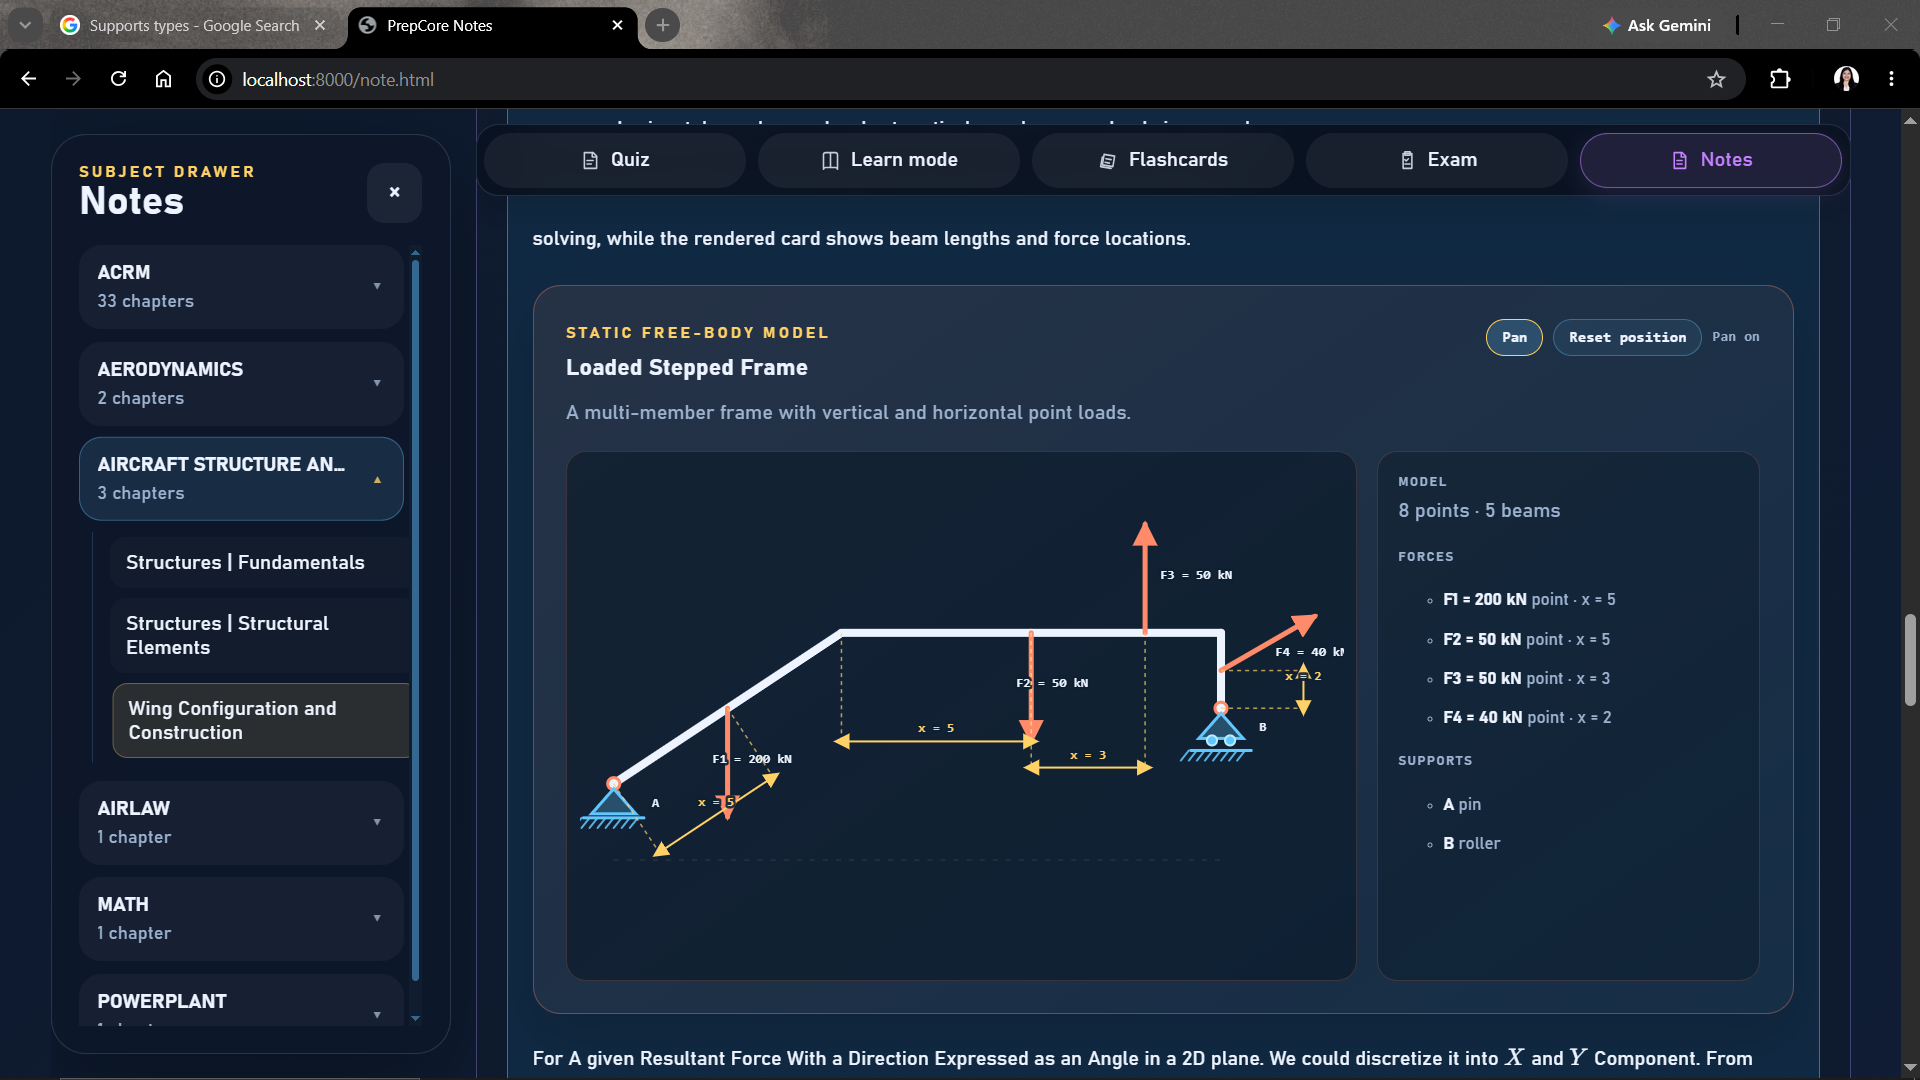 Supports types - Google Search
PrepCore Notes
Ask Gemini
localhost:8000/note.html
SUBJECT DRAWER
Notes
×
ACRM
33 chapters
AERODYNAMICS
2 chapters
AIRCRAFT STRUCTURE AN...
3 chapters
Structures | Fundamentals
Structures | Structural
Elements
Wing Configuration and
Construction
AIRLAW
1 chapter
MATH
1 chapter
POWERPLANT
Quiz
Learn mode
Flashcards
Exam
Notes
solving, while the rendered card shows beam lengths and force locations.
STATIC FREE-BODY MODEL
Loaded Stepped Frame
A multi-member frame with vertical and horizontal point loads.
Pan
Reset position
Pan on
F3 = 50 kN
F4 = 40 kN
x = 2
F2 = 50 kN
x = 5
B
x = 3
F1 = 200 kN
x = 5
A
MODEL
8 points · 5 beams
FORCES
F1 = 200 kN point · x = 5
F2 = 50 kN point · x = 5
F3 = 50 kN point · x = 3
F4 = 40 kN point · x = 2
SUPPORTS
A pin
B roller
For A given Resultant Force With a Direction Expressed as an Angle in a 2D plane. We could discretize it into X and Y Component. From